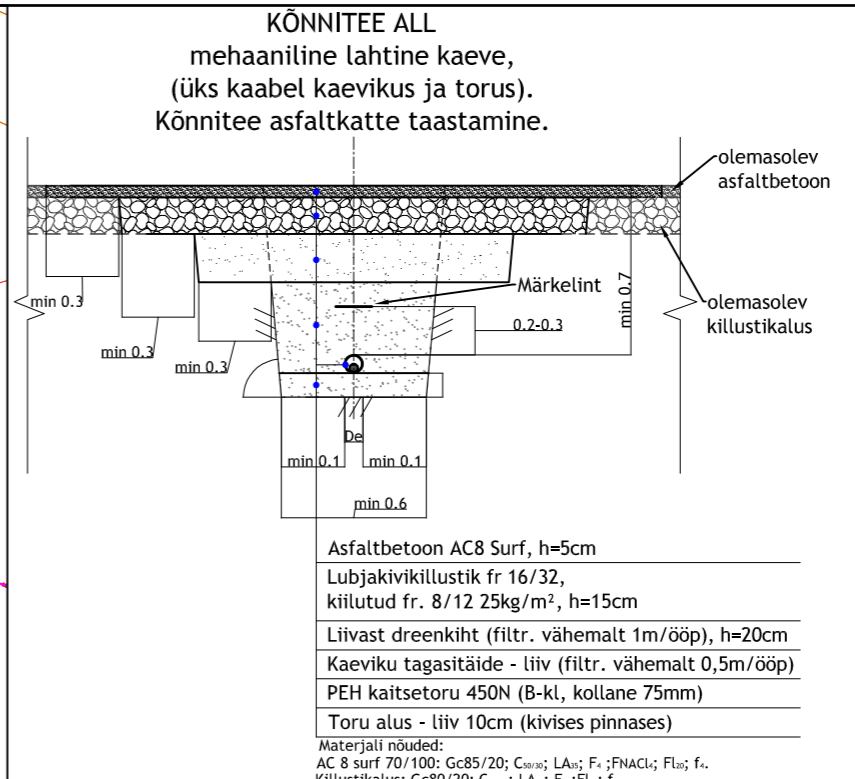 KÕNNITEE ALL
mehaaniline lahtine kaeve,
(üks kaabel kaevikus ja torus).
Kõnnitee asfaltkatte taastamine.
olemasolev
asfaltbetoon
min 0.3
min 0.3
min 0.3
Märkelint
0.2-0.3
min 0.7
olemasolev
killustikalus
De
min 0.1
min 0.1
min 0.6
Asfaltbetoon AC8 Surf, h=5cm
Lubjakivikillustik fr 16/32,
kiilutud fr. 8/12 25kg/m², h=15cm
Liivast dreenkiht (filtr. vähemalt 1m/ööp), h=20cm
Kaeviku tagasitäide - liiv (filtr. vähemalt 0,5m/ööp)
PEH kaitsetoru 450N (B-kl, kollane 75mm)
Toru alus - liiv 10cm (kivises pinnases)
Materjali nõuded:
AC 8 surf 70/100: Gc85/20; C₅₀/₃₀; LA₃₅; F₄ ;FNACl₄; Fl₂₀; f₄.
Killustikalus: Gc80/20;